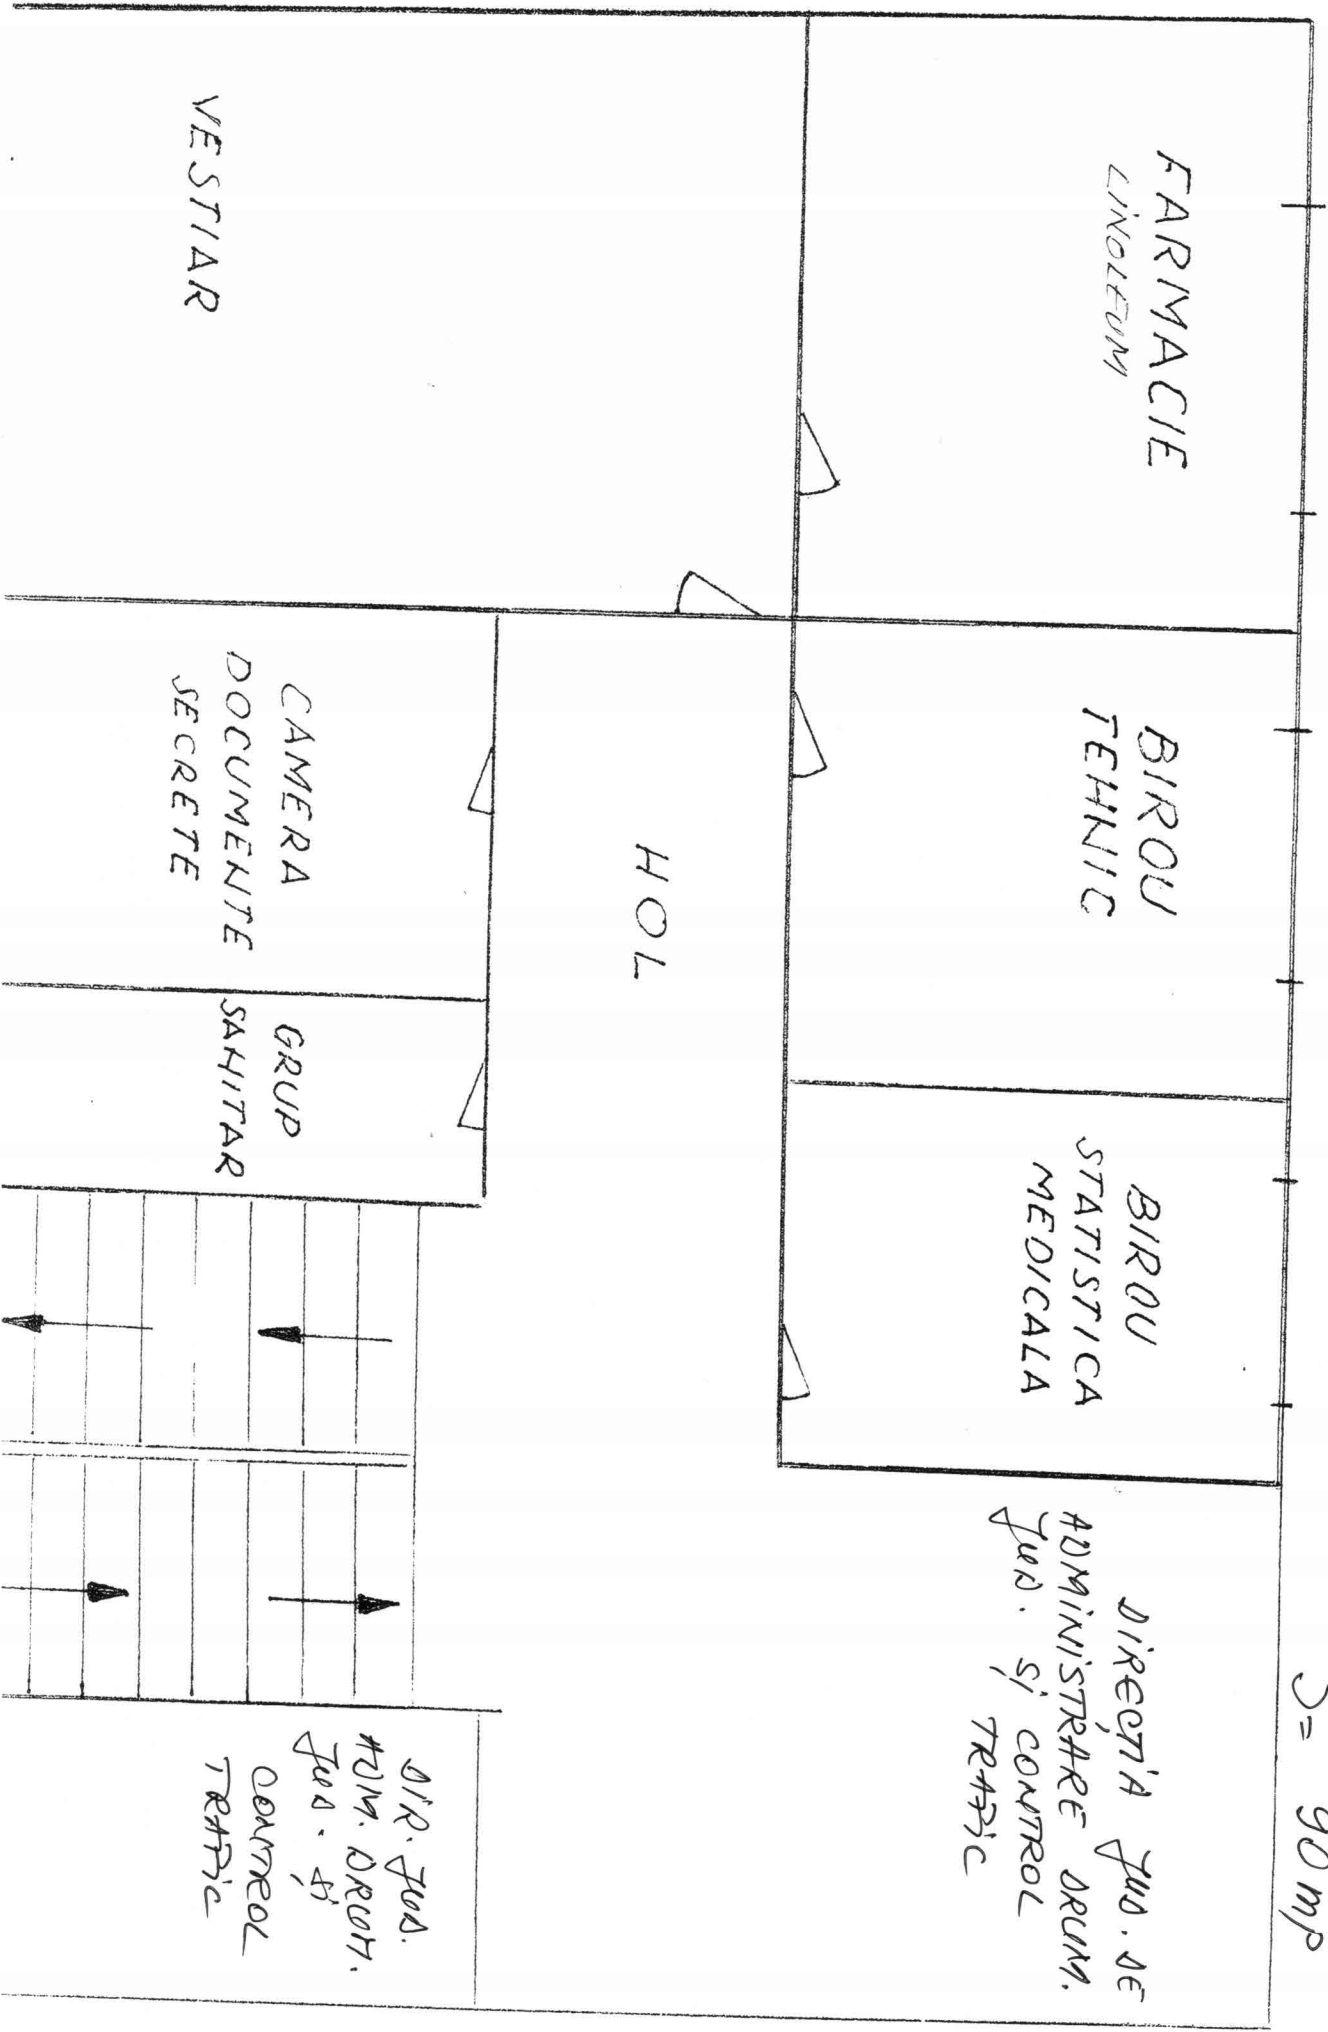 S= 90 mp
FARMACIE
LINOLEUM
BIROU
TEHNIC
BIROU
STATISTICA
MEDICALA
DIRECȚIA JUD. DE
ADMINISTRARE DRUM.
JUD. ȘI CONTROL
TRAFIC
VESTIAR
HOL
CAMERA
DOCUMENTE
SECRETE
GRUP
SANITAR
DIR. JUD.
ADM. DRUM.
JUD. ȘI
CONTROL
TRAFIC